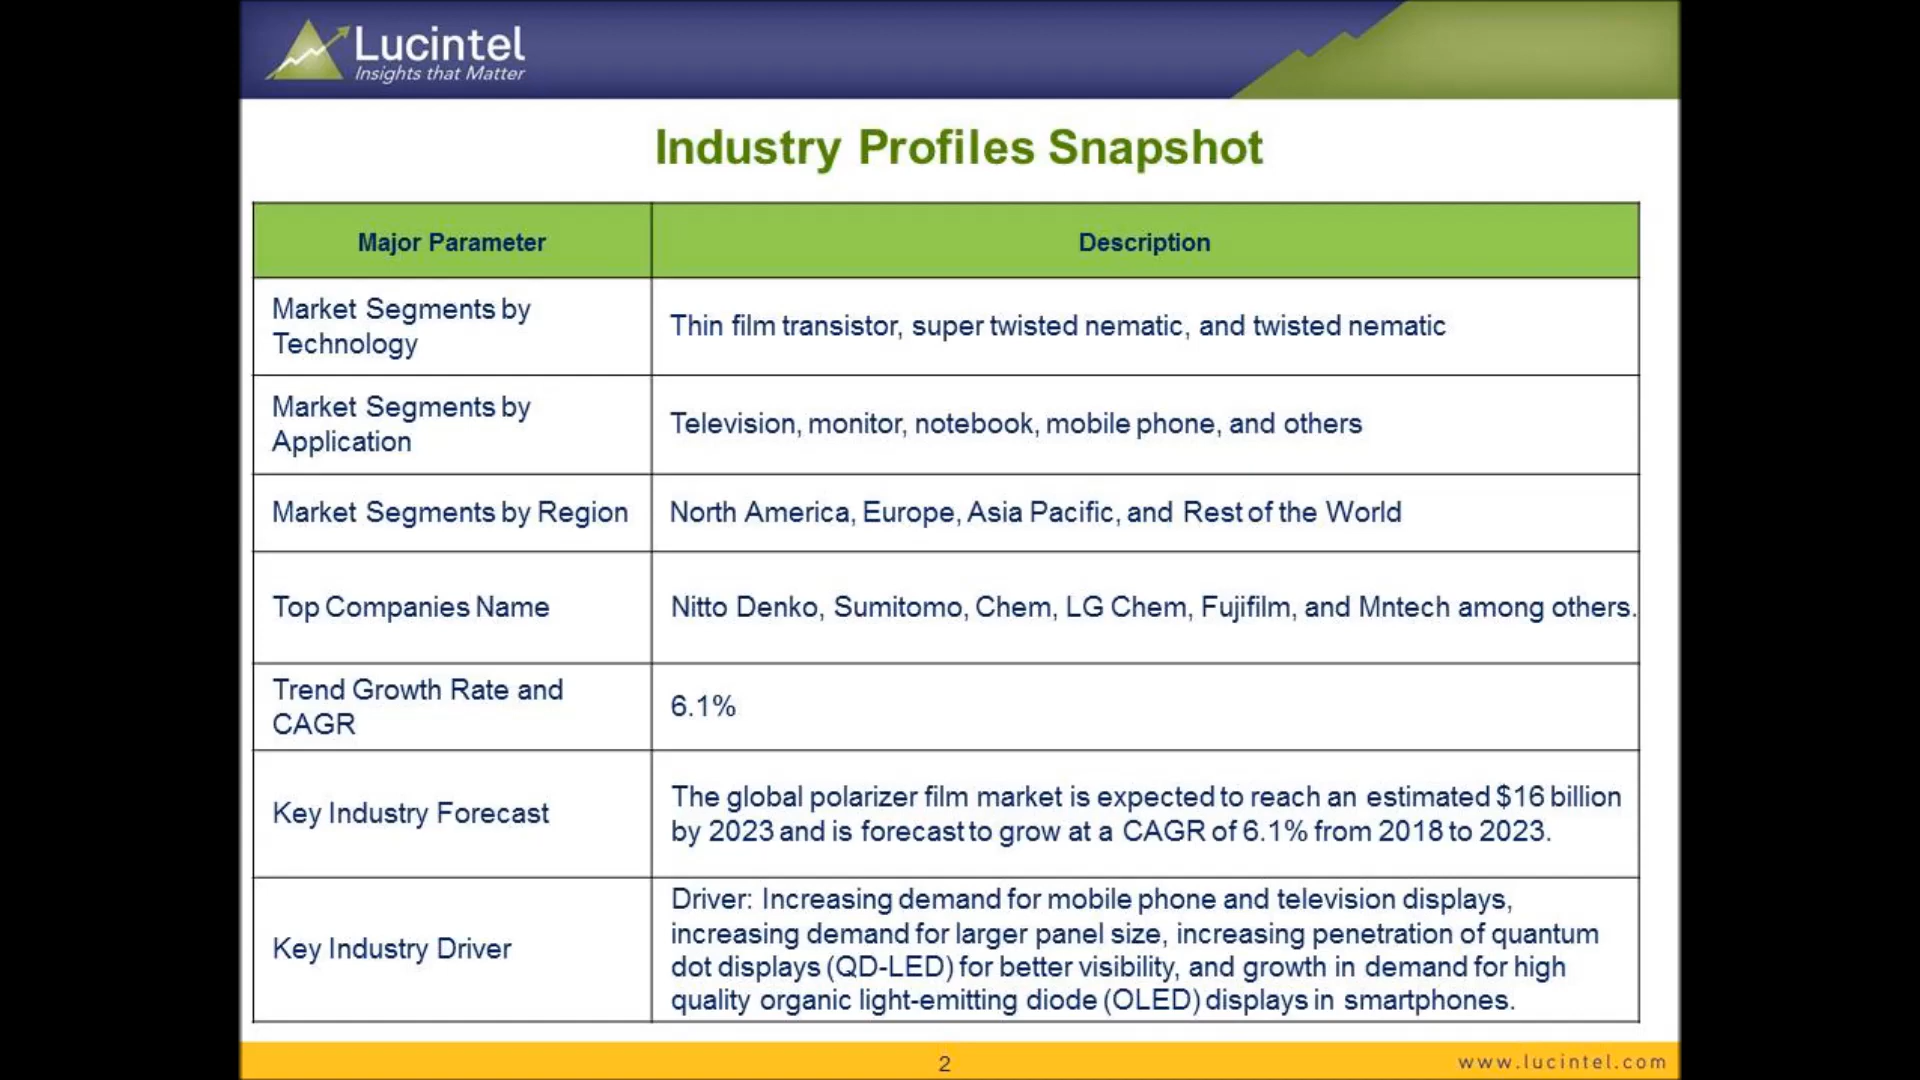 Lucintel
Insights that Matter
Industry Profiles Snapshot
Major Parameter
Description
Market Segments by
Technology
Thin film transistor, super twisted nematic, and twisted nematic
Market Segments by
Application
Television, monitor, notebook, mobile phone, and others
Market Segments by Region
North America, Europe, Asia Pacific, and Rest of the World
Top Companies Name
Nitto Denko, Sumitomo, Chem, LG Chem, Fujifilm, and Mntech among others.
Trend Growth Rate and
CAGR
6.1%
Key Industry Forecast
The global polarizer film market is expected to reach an estimated $16 billion
by 2023 and is forecast to grow at a CAGR of 6.1% from 2018 to 2023.
Key Industry Driver
Driver: Increasing demand for mobile phone and television displays,
increasing demand for larger panel size, increasing penetration of quantum
dot displays (QD-LED) for better visibility, and growth in demand for high
quality organic light-emitting diode (OLED) displays in smartphones.
2
www.lucintel.com